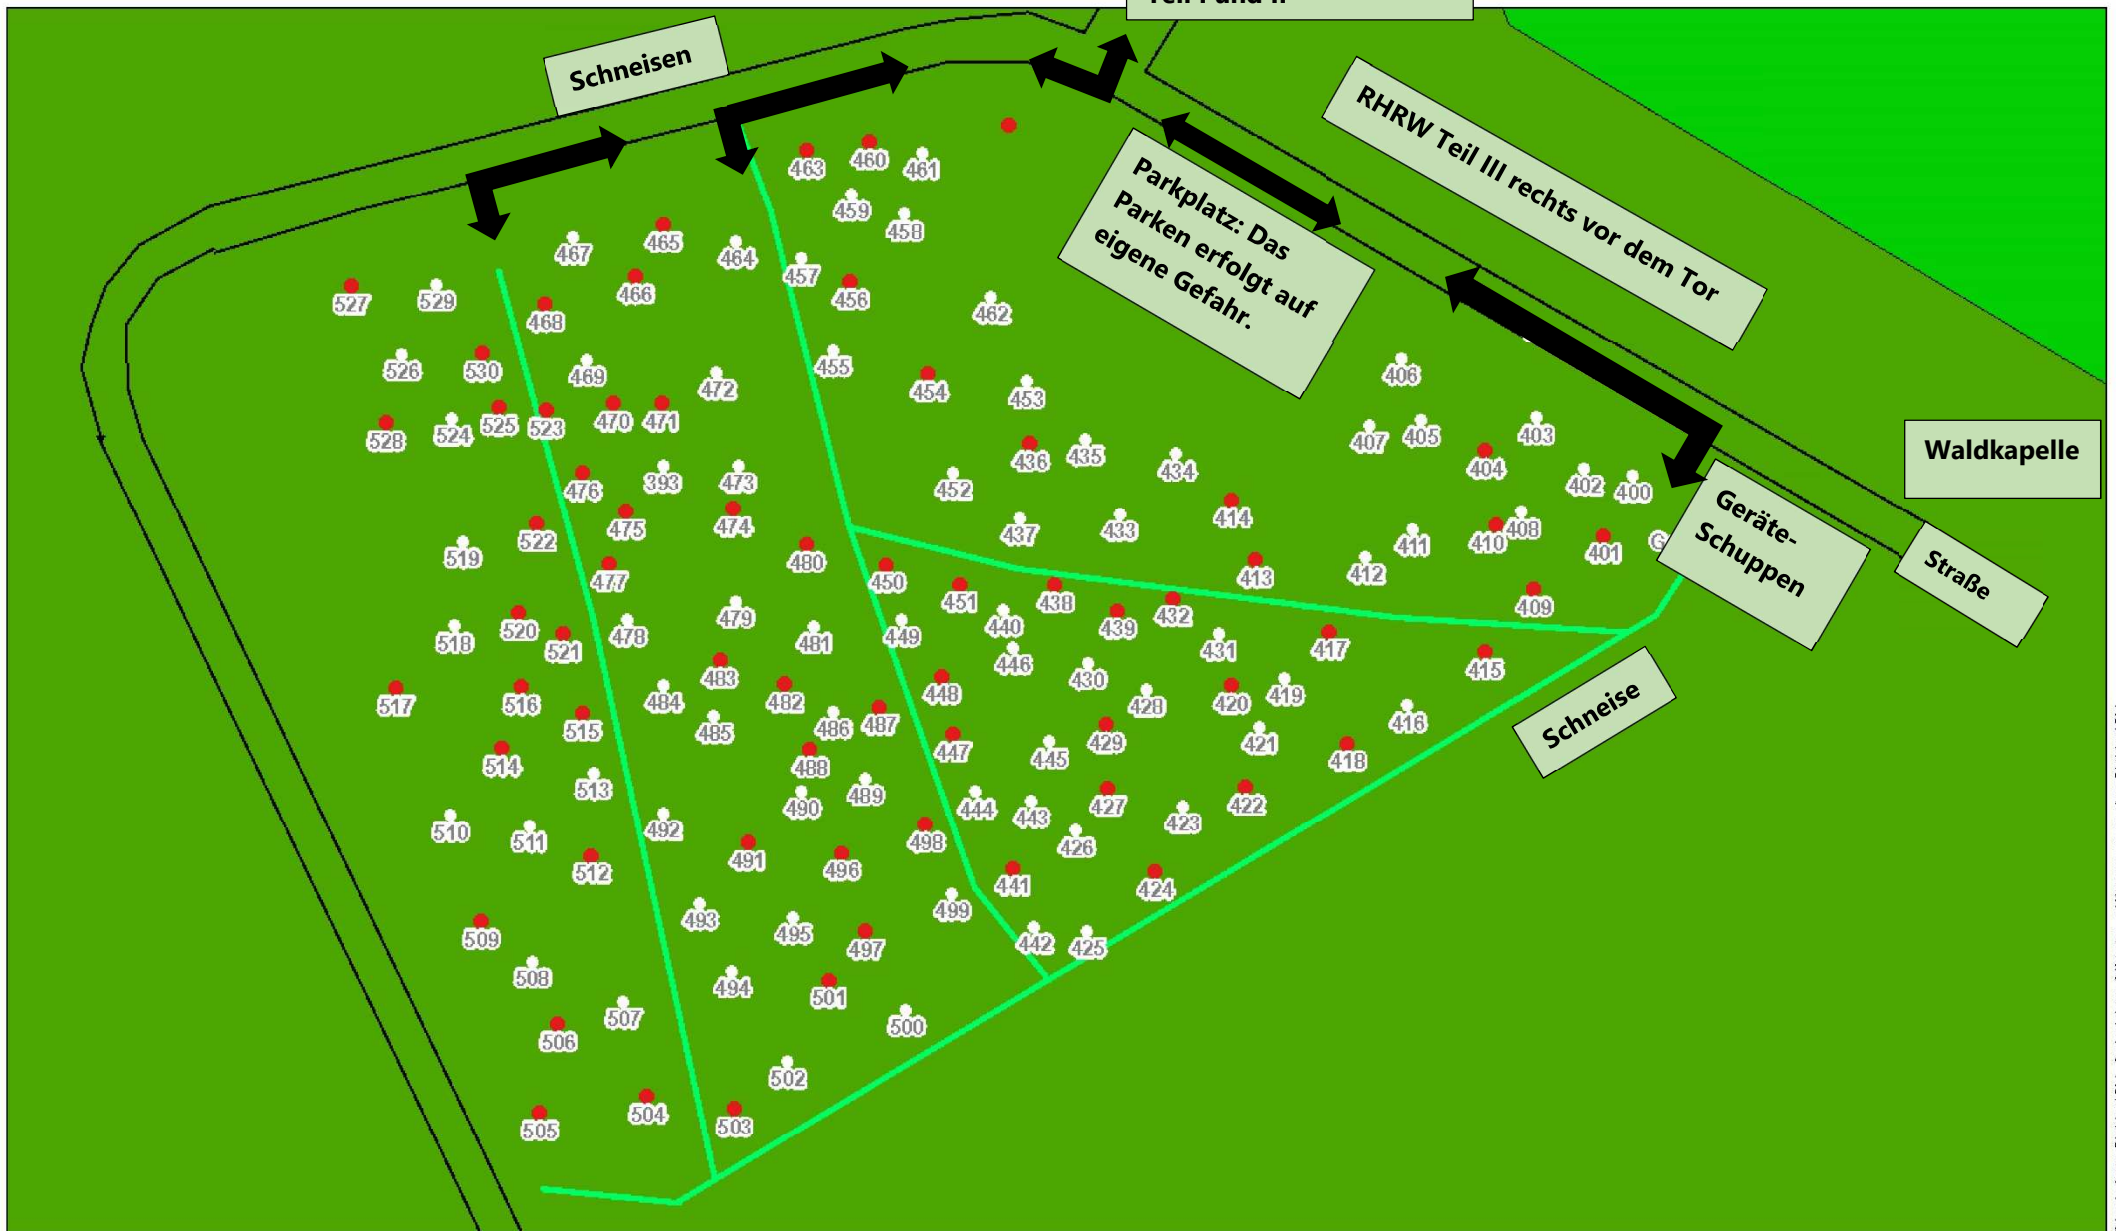 Schneisen
RHRW Teil III rechts vor dem Tor
Parkplatz: Das
Parken erfolgt auf
eigene Gefahr.
Waldkapelle
Geräte-
Schuppen
Straße
Schneise
463 460 461
459 458
467 465 464 457
466 456 462
527 529 468
526 530 469 472 455 454 453 406
528 524 525 523 470 471
436 435 434 407 405 404 403
476 393 473 452 402 400
522 475 474 437 433 414 411 410 408 401 G
519 477 480 450 413 412
451 438 439 432 409
518 520 521 478 479 481 449 440 446 431 417 415
517 516 483 484 482 448 430 428 420 419 416
515 485 486 487 447 445 429 421 418
514 513 488 490 489 444 443 427 423 422
510 511 492 498 426
512 491 496 441 424
509 493 495 497 499 442 425
508 494 501 500
506 507
502
505 504 503